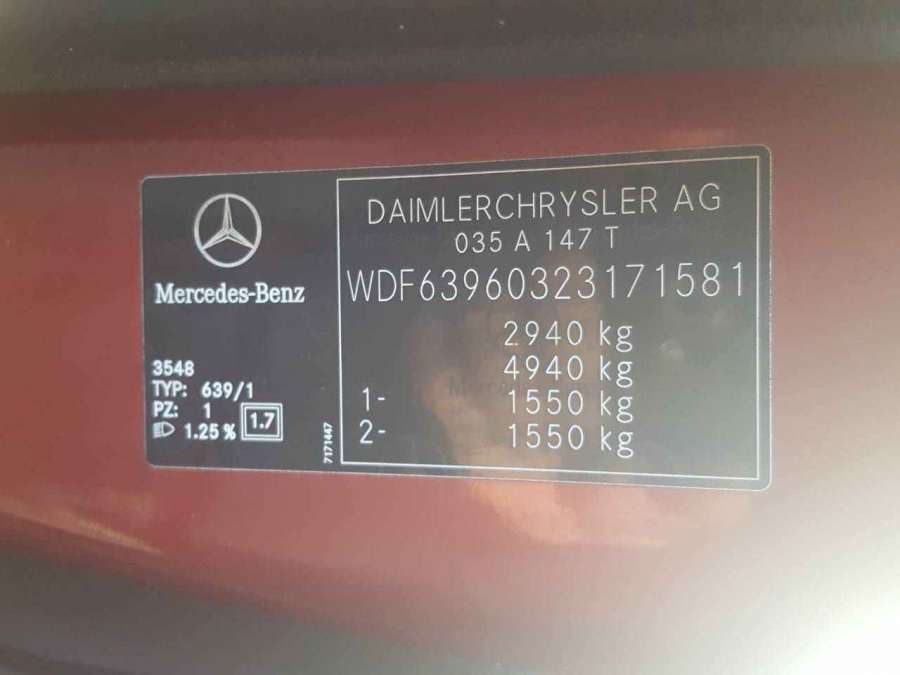 Mercedes-Benz
3548
TYP: 639/1
PZ: 1
1.25 %
1.7
7171447
DAIMLERCHRYSLER AG
035 A 147 T
WDF63960323171581
2940 kg
4940 kg
1- 1550 kg
2- 1550 kg